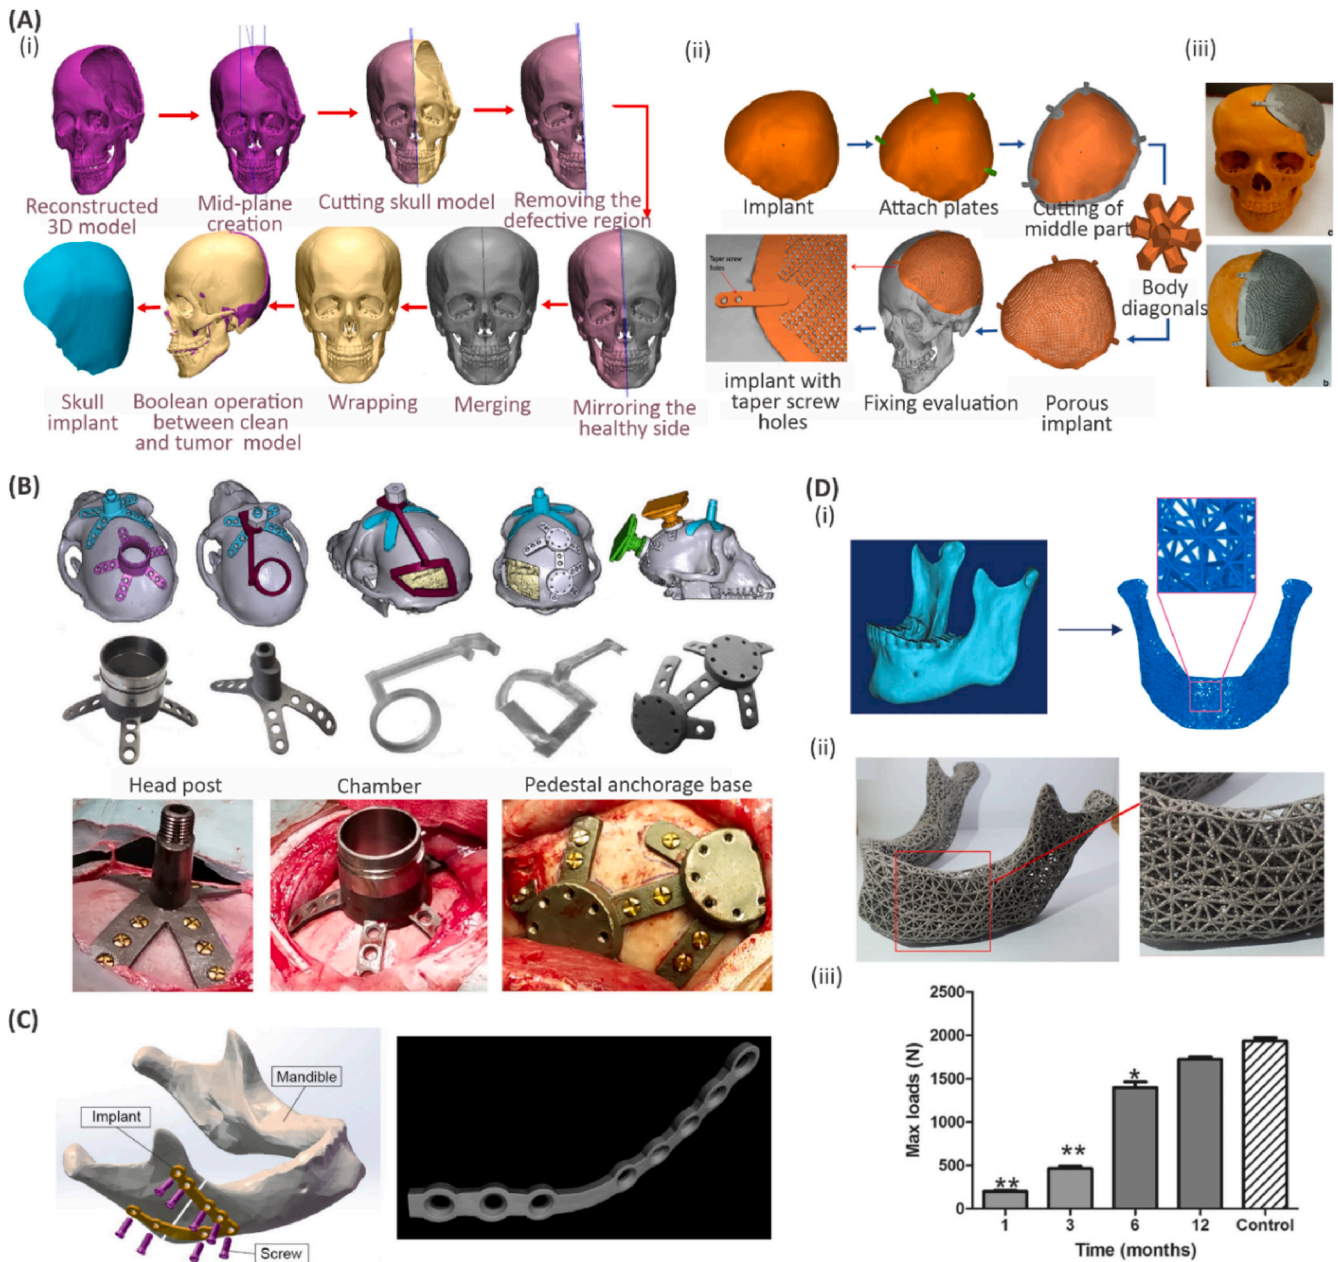 (A)
(i)
Reconstructed
3D model
Mid-plane
creation
Cutting skull model
Removing the
defective region
Skull
implant
Boolean operation
between clean
and tumor model
Wrapping
Merging
Mirroring the
healthy side
(ii)
Implant
Attach plates
Cutting of
middle part
Body
diagonals
Taper screw
holes
implant with
taper screw
holes
Fixing evaluation
Porous
implant
(iii)
b
(B)
Head post
Chamber
Pedestal anchorage base
(C)
Mandible
Implant
Screw
(D)
(i)
(ii)
(iii)
2500
2000
1500
1000
500
0
Max loads (N)
**
**
*
1
3
6
12
Control
Time (months)